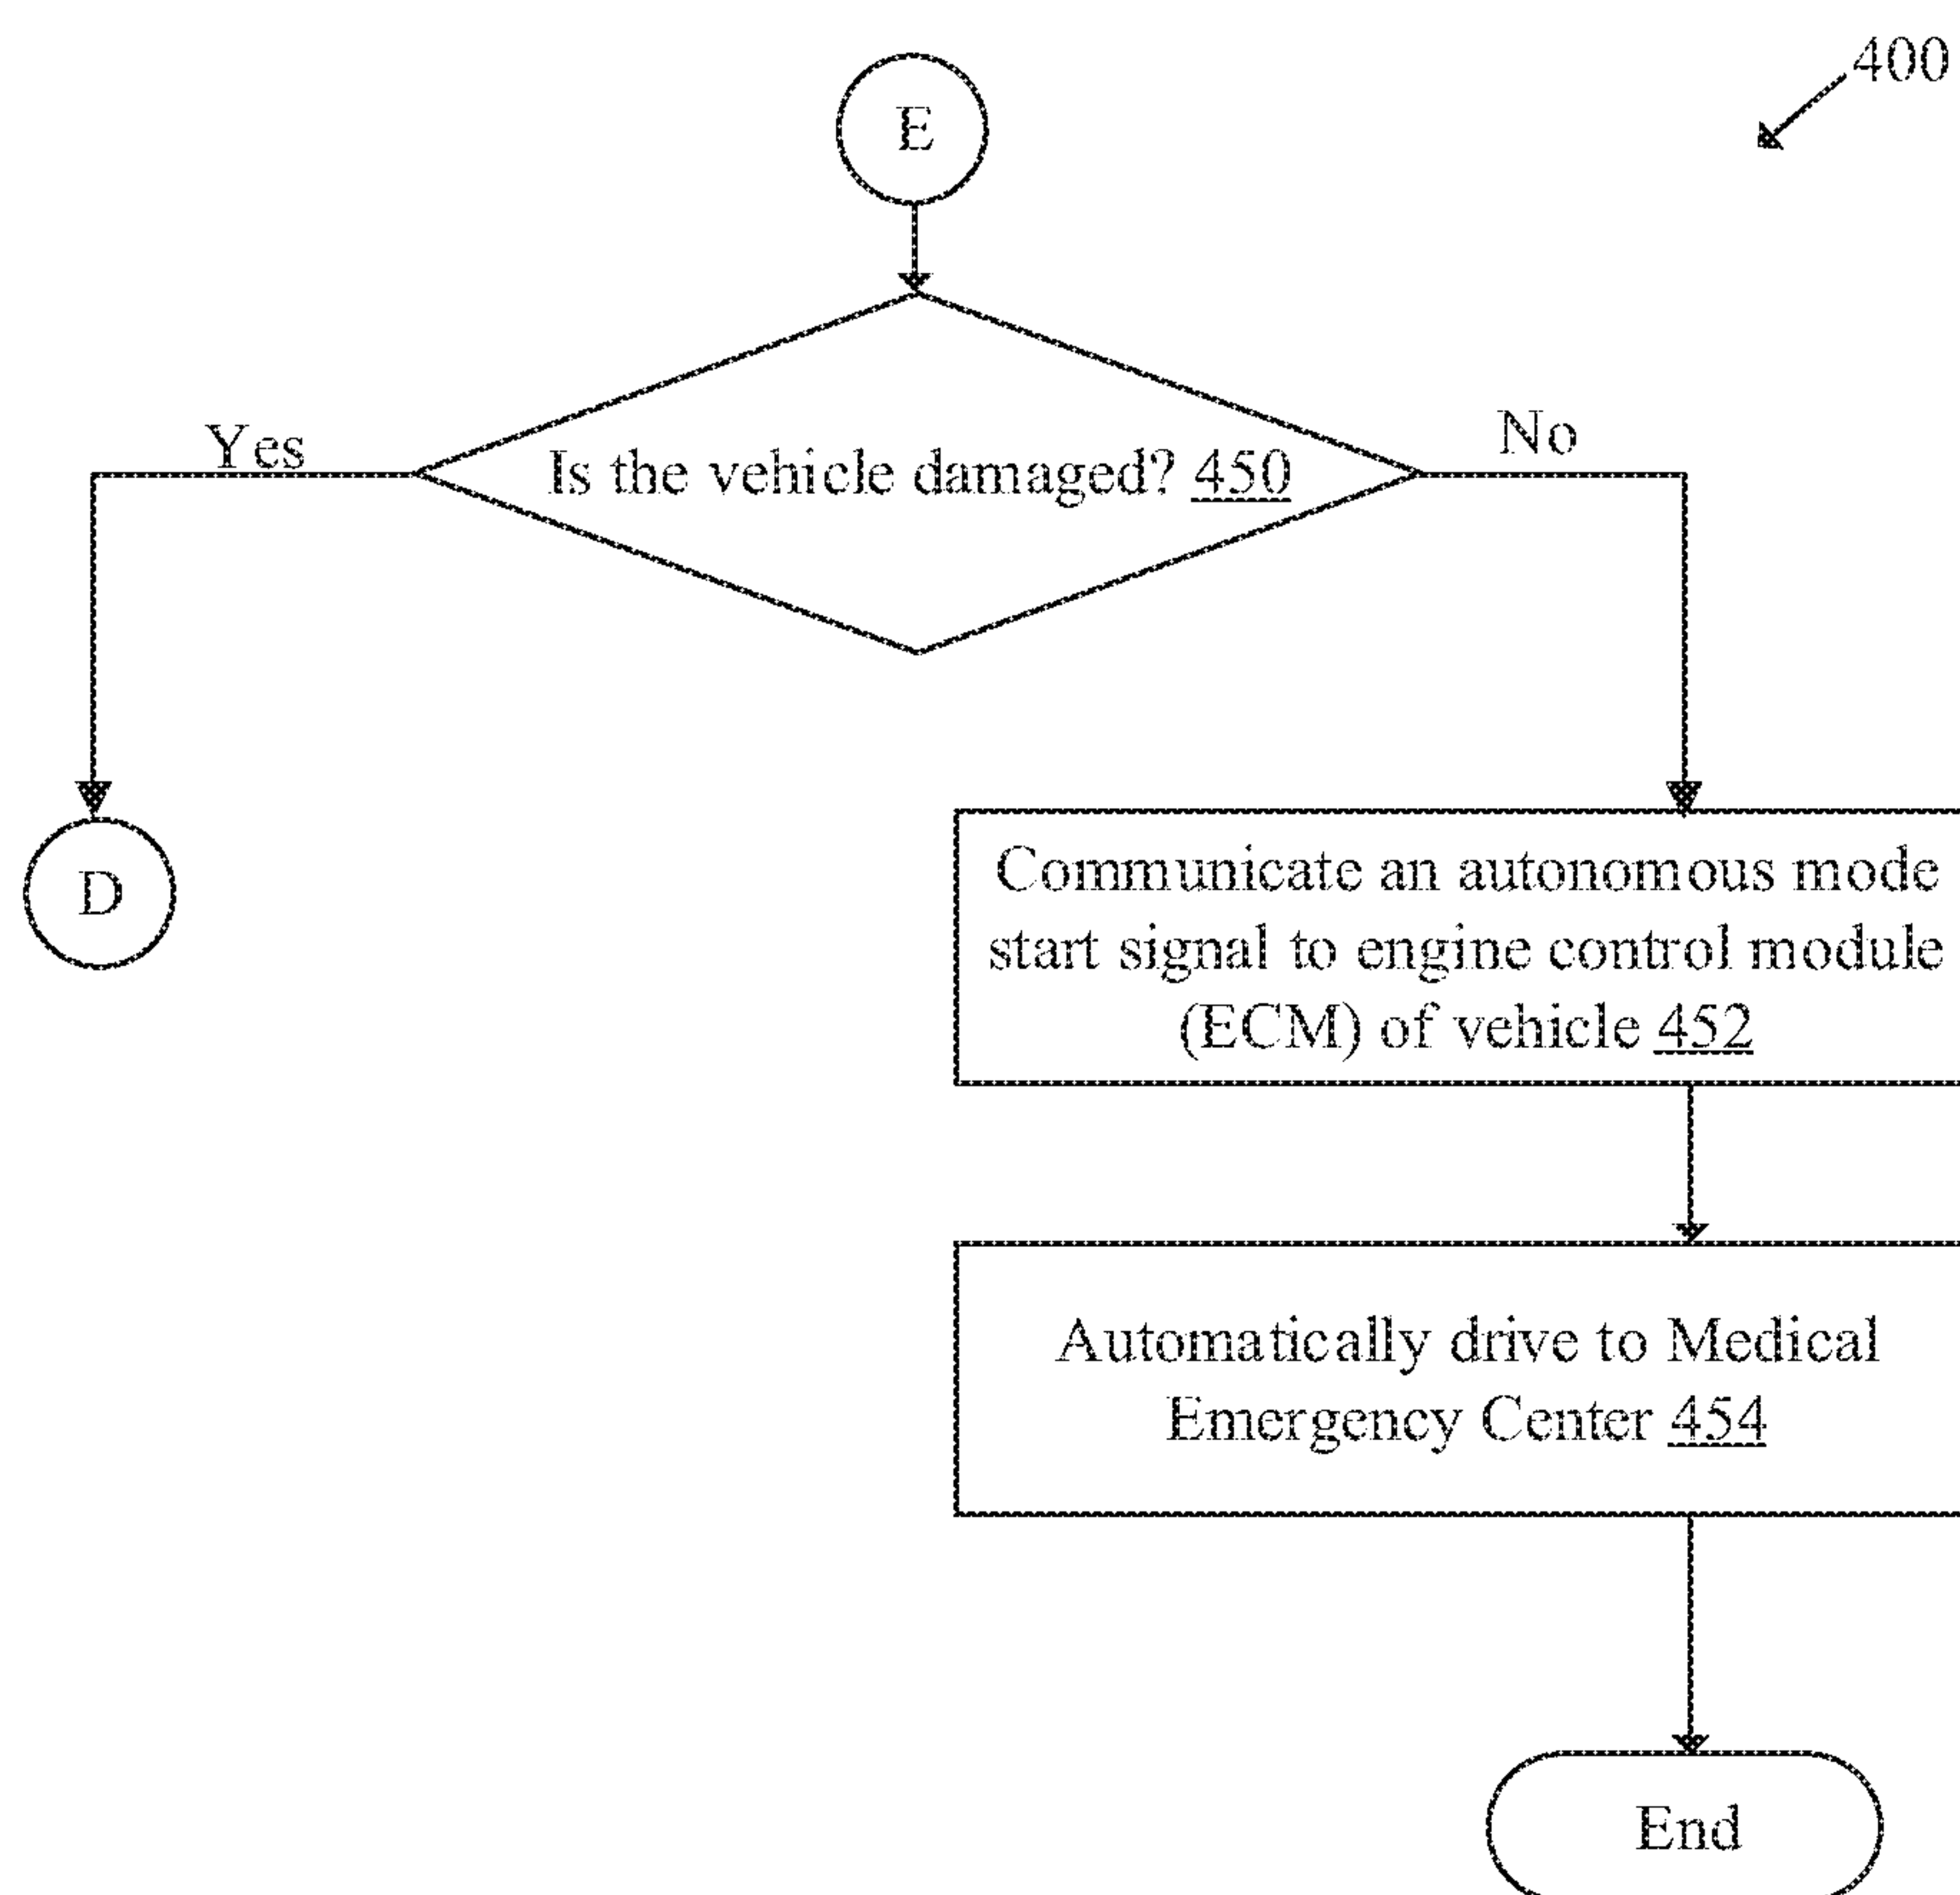 400
E
Is the vehicle damaged? 450
Yes
No
D
Communicate an autonomous mode
start signal to engine control module
(ECM) of vehicle 452
Automatically drive to Medical
Emergency Center 454
End